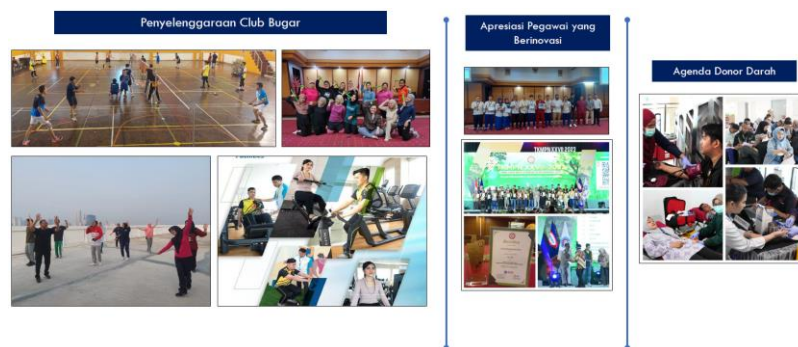 Penyelenggaraan Club Bugar
Apresiasi Pegawai yang
Berinovasi
Agenda Donor Darah